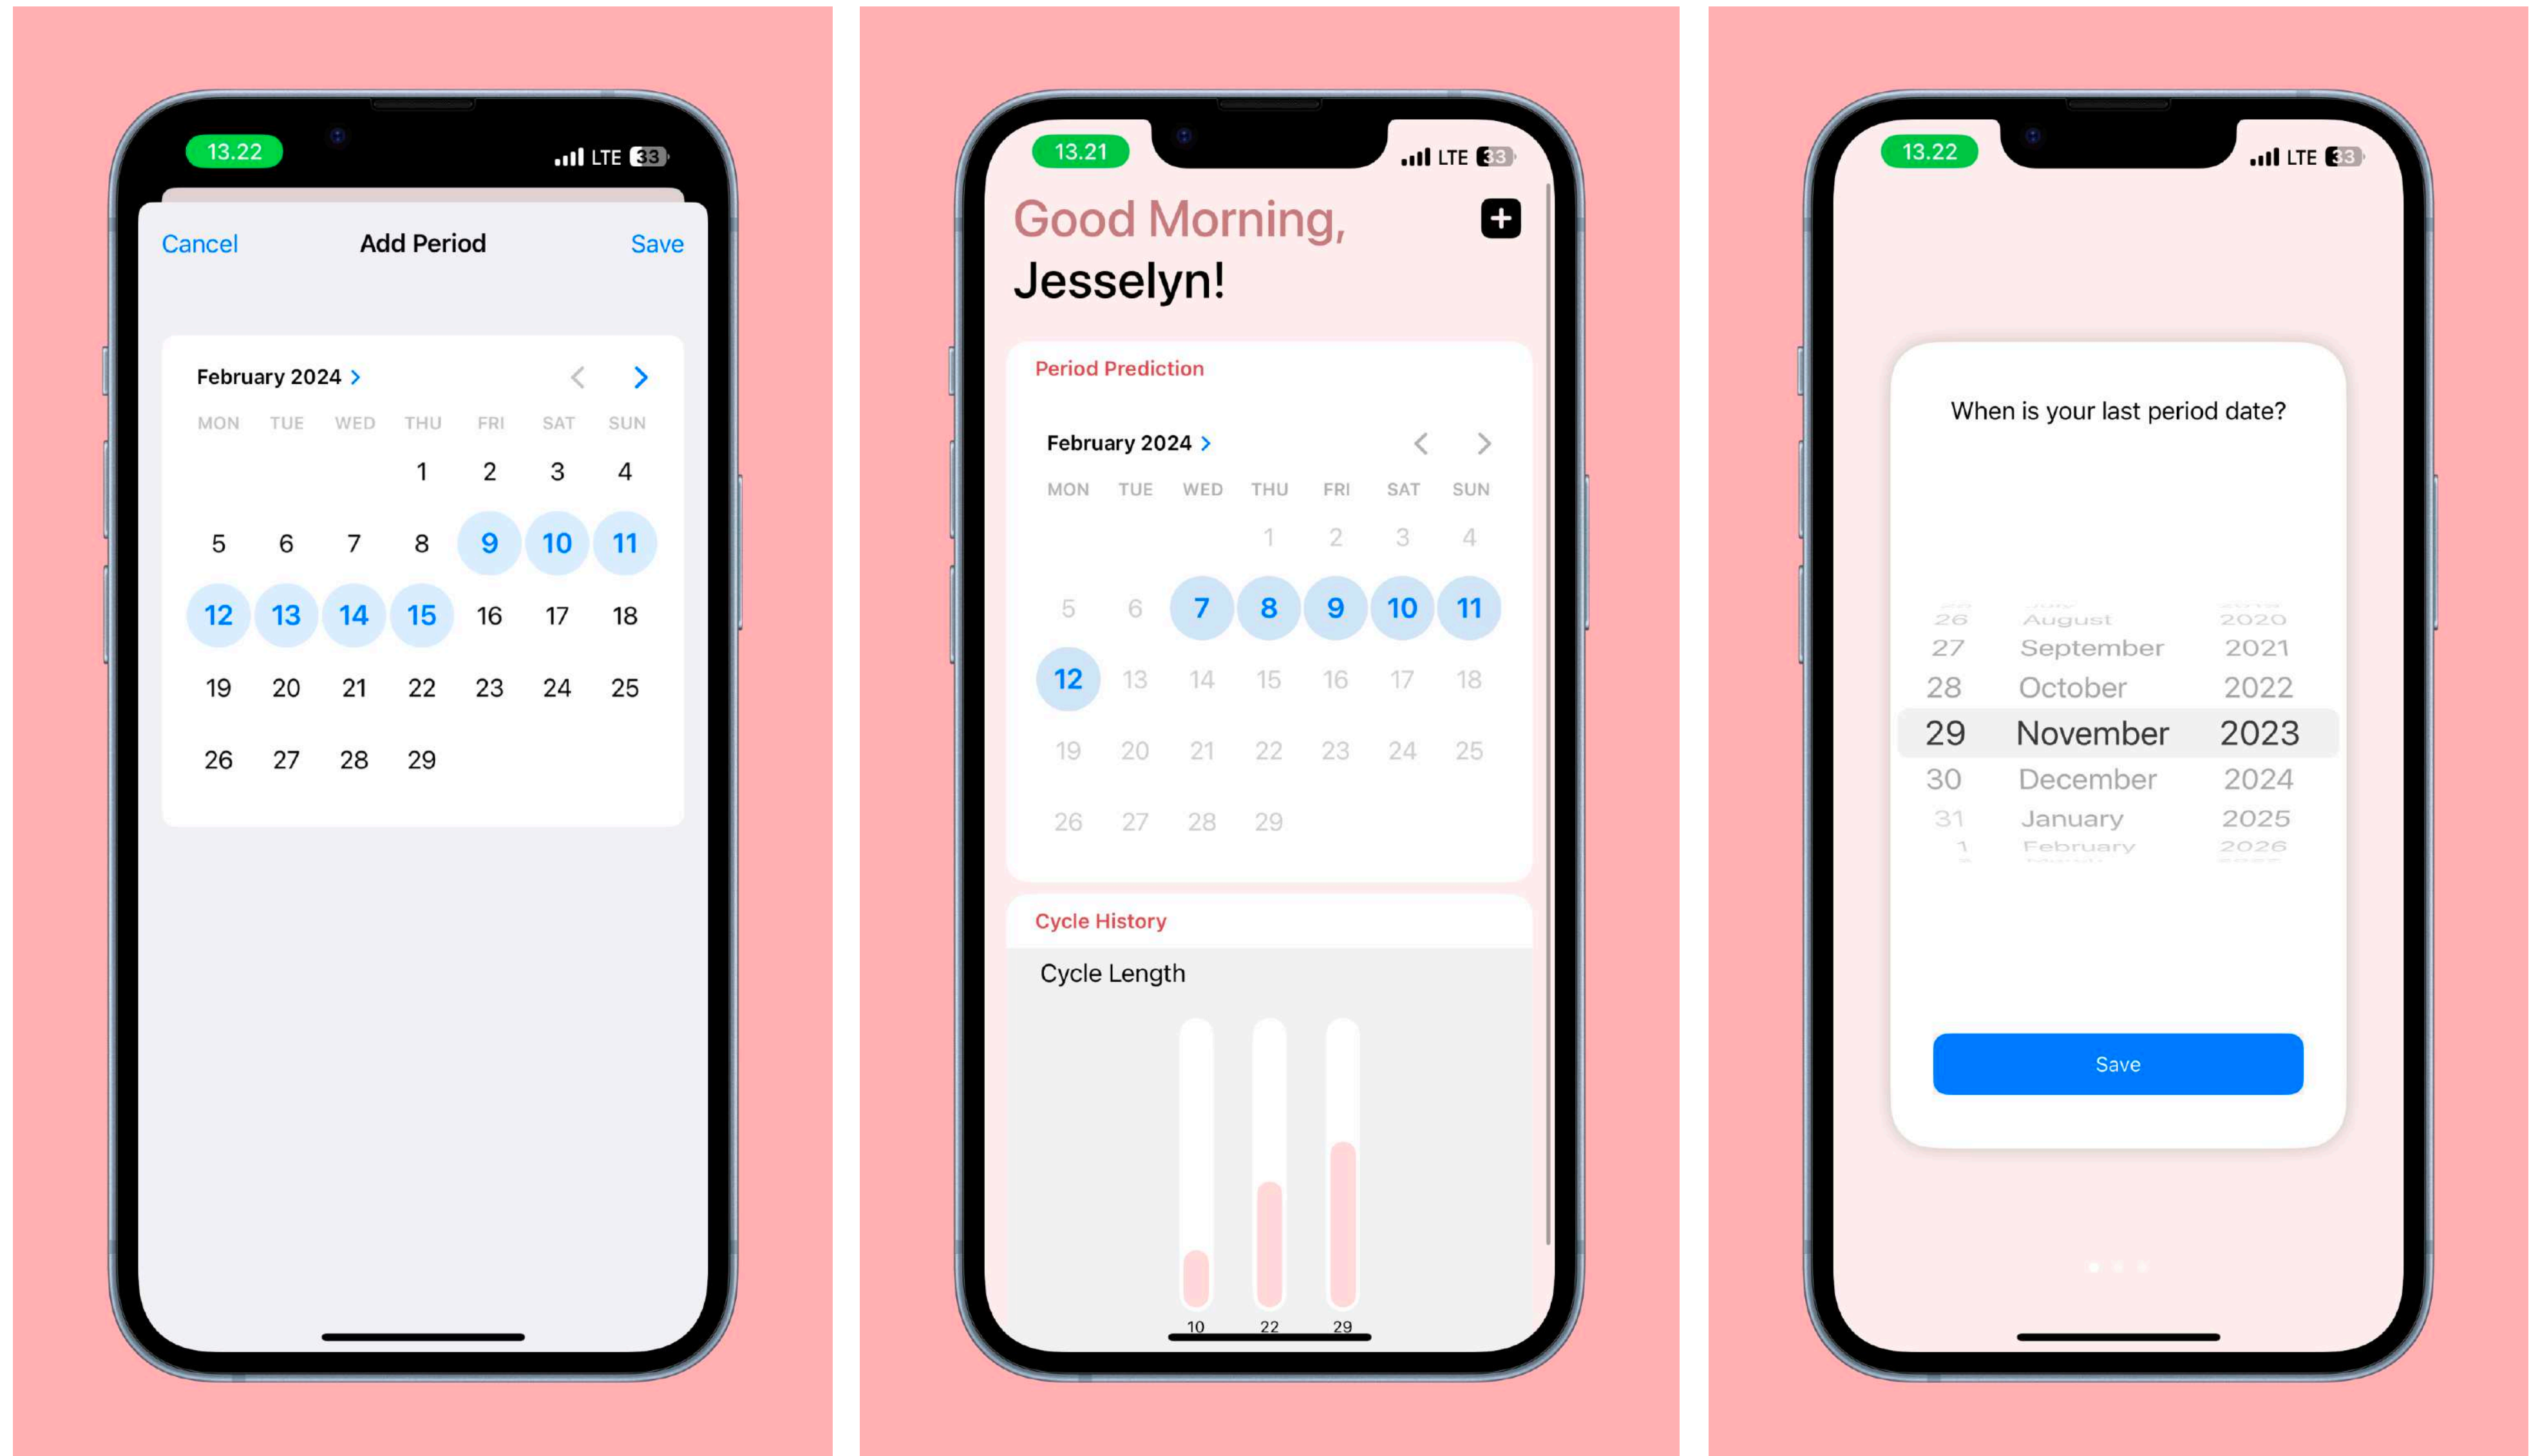 13.22
LTE 33
Cancel Add Period Save
February 2024
MON TUE WED THU FRI SAT SUN
1 2 3 4
5 6 7 8 9 10 11
12 13 14 15 16 17 18
19 20 21 22 23 24 25
26 27 28 29
13.21
LTE 33
Good Morning,
Jesselyn!
Period Prediction
February 2024
MON TUE WED THU FRI SAT SUN
1 2 3 4
5 6 7 8 9 10 11
12 13 14 15 16 17 18
19 20 21 22 23 24 25
26 27 28 29
Cycle History
Cycle Length
10 22 29
13.22
LTE 33
When is your last period date?
26 August 2020
27 September 2021
28 October 2022
29 November 2023
30 December 2024
31 January 2025
1 February 2026
Save